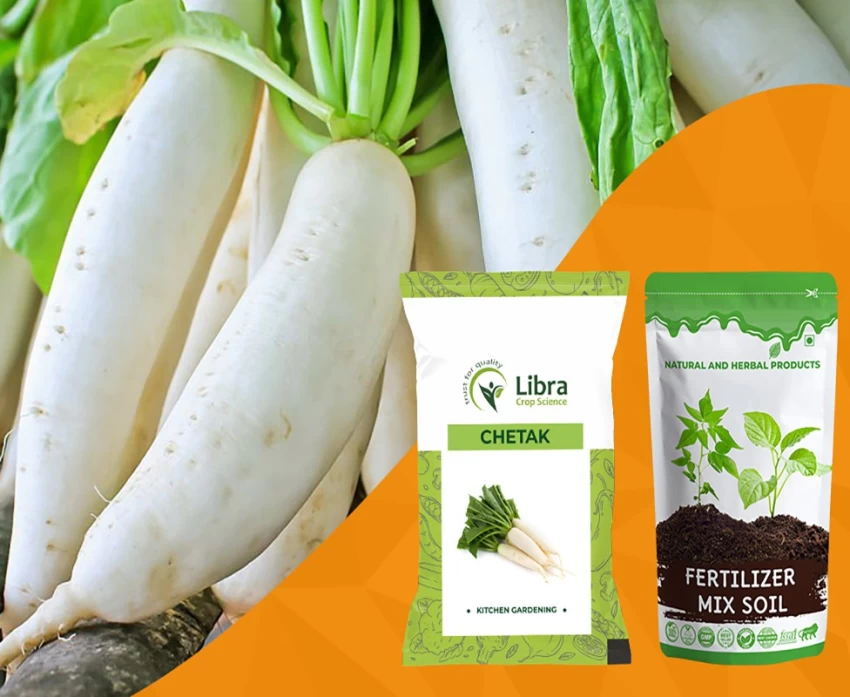 trust for quality
Libra
Crop Science
CHETAK
• KITCHEN GARDENING •
NATURAL AND HERBAL PRODUCTS
FERTILIZER
MIX SOIL